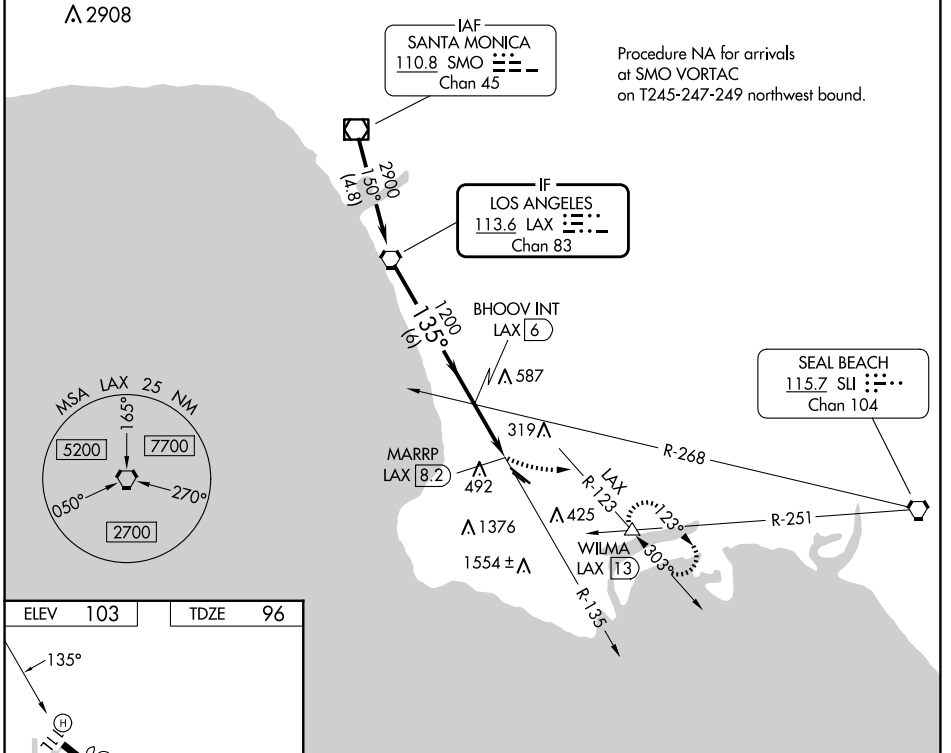 2908
IAF
SANTA MONICA
110.8 SMO
Chan 45
Procedure NA for arrivals
at SMO VORTAC
on T245-247-249 northwest bound.
2900
150°
(4.8)
IF
LOS ANGELES
113.6 LAX
Chan 83
1200
135°
(6)
BHOOV INT
LAX 6
587
SEAL BEACH
115.7 SLI
Chan 104
MSA LAX 25 NM
165°
5200
7700
050°
270°
2700
319
R-268
MARRP
LAX 8.2
492
LAX
R-123
425
123°
R-251
1376
WILMA
LAX 13
303°
1554 ±
R-135
ELEV 103
TDZE 96
135°
H
11L